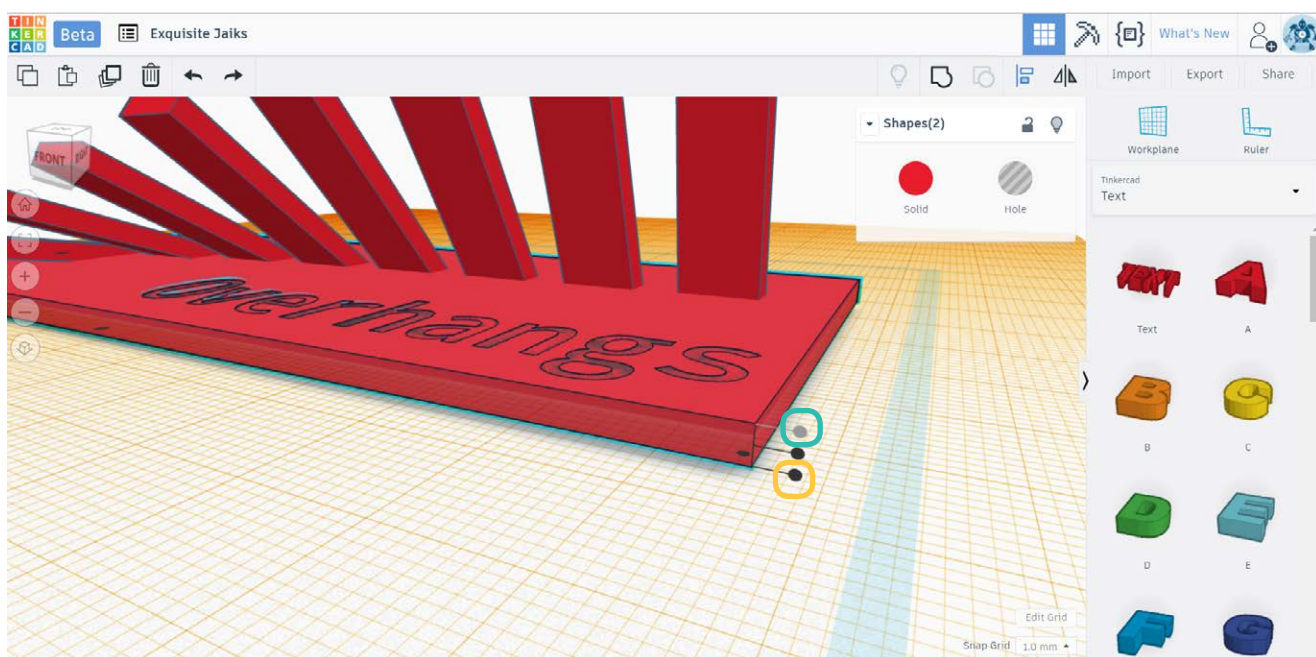 TIN
KER
CAD
Beta
Exquisite Jaiks
What's New
Import
Export
Share
Shapes(2)
Solid
Hole
Workplane
Ruler
Tinkercad
Text
FRONT
Overhangs
TEXT
A
Text
A
B
C
B
C
D
E
D
E
F
G
Edit Grid
Snap Grid 1.0 mm